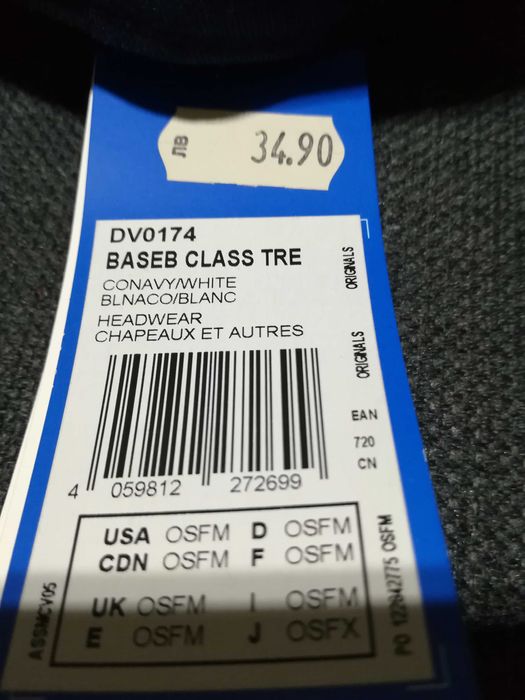 ЛВ 34.90
DV0174
BASEB CLASS TRE
CONAVY/WHITE
BLNACO/BLANC
HEADWEAR
CHAPEAUX ET AUTRES
ORIGINALS
ORIGINALS
EAN
720
CN
4 059812 272699
USA OSFM D OSFM
CDN OSFM F OSFM
UK OSFM I OSFM
E OSFM J OSFX
ASSMCV05